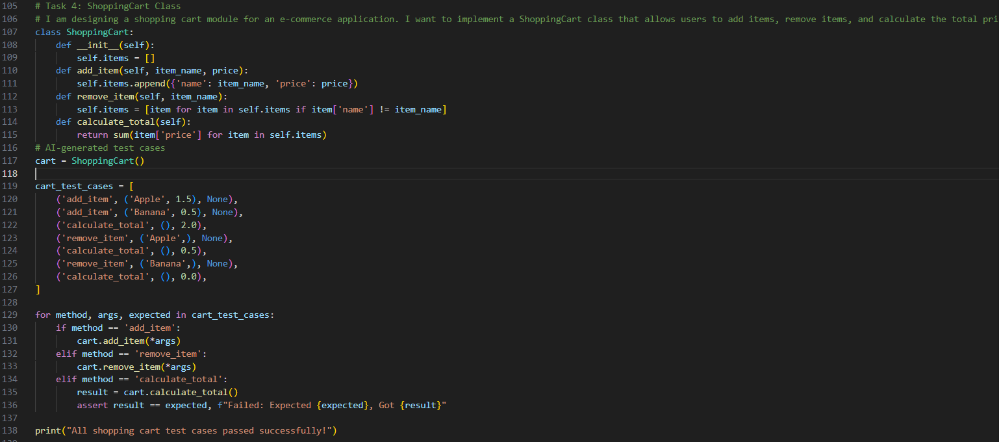 105 # Task 4: ShoppingCart Class
106 # I am designing a shopping cart module for an e-commerce application. I want to implement a ShoppingCart class that allows users to add items, remove items, and calculate the total pri
107 class ShoppingCart:
108     def __init__(self):
109         self.items = []
110     def add_item(self, item_name, price):
111         self.items.append({'name': item_name, 'price': price})
112     def remove_item(self, item_name):
113         self.items = [item for item in self.items if item['name'] != item_name]
114     def calculate_total(self):
115         return sum(item['price'] for item in self.items)
116 # AI-generated test cases
117 cart = ShoppingCart()
118
119 cart_test_cases = [
120     ('add_item', ('Apple', 1.5), None),
121     ('add_item', ('Banana', 0.5), None),
122     ('calculate_total', (), 2.0),
123     ('remove_item', ('Apple',), None),
124     ('calculate_total', (), 0.5),
125     ('remove_item', ('Banana',), None),
126     ('calculate_total', (), 0.0),
127 ]
128
129 for method, args, expected in cart_test_cases:
130     if method == 'add_item':
131         cart.add_item(*args)
132     elif method == 'remove_item':
133         cart.remove_item(*args)
134     elif method == 'calculate_total':
135         result = cart.calculate_total()
136         assert result == expected, f"Failed: Expected {expected}, Got {result}"
137
138 print("All shopping cart test cases passed successfully!")